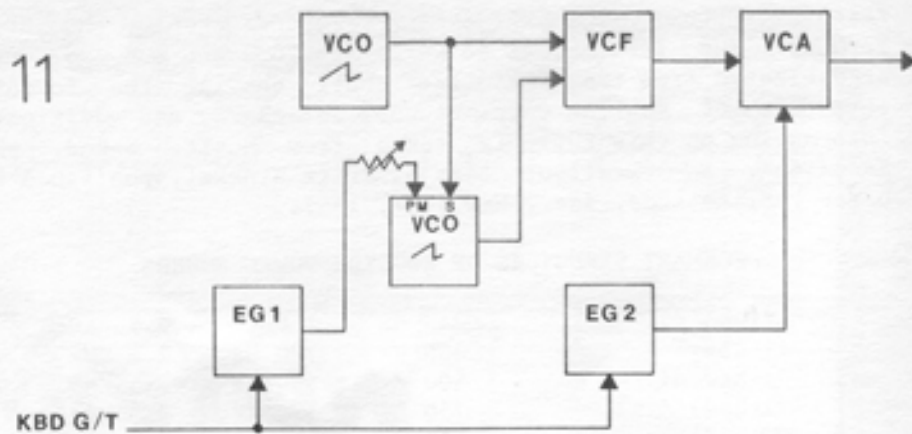 11
VCO
VCF
VCA
PM S
VCO
EG1
EG2
KBD G/T